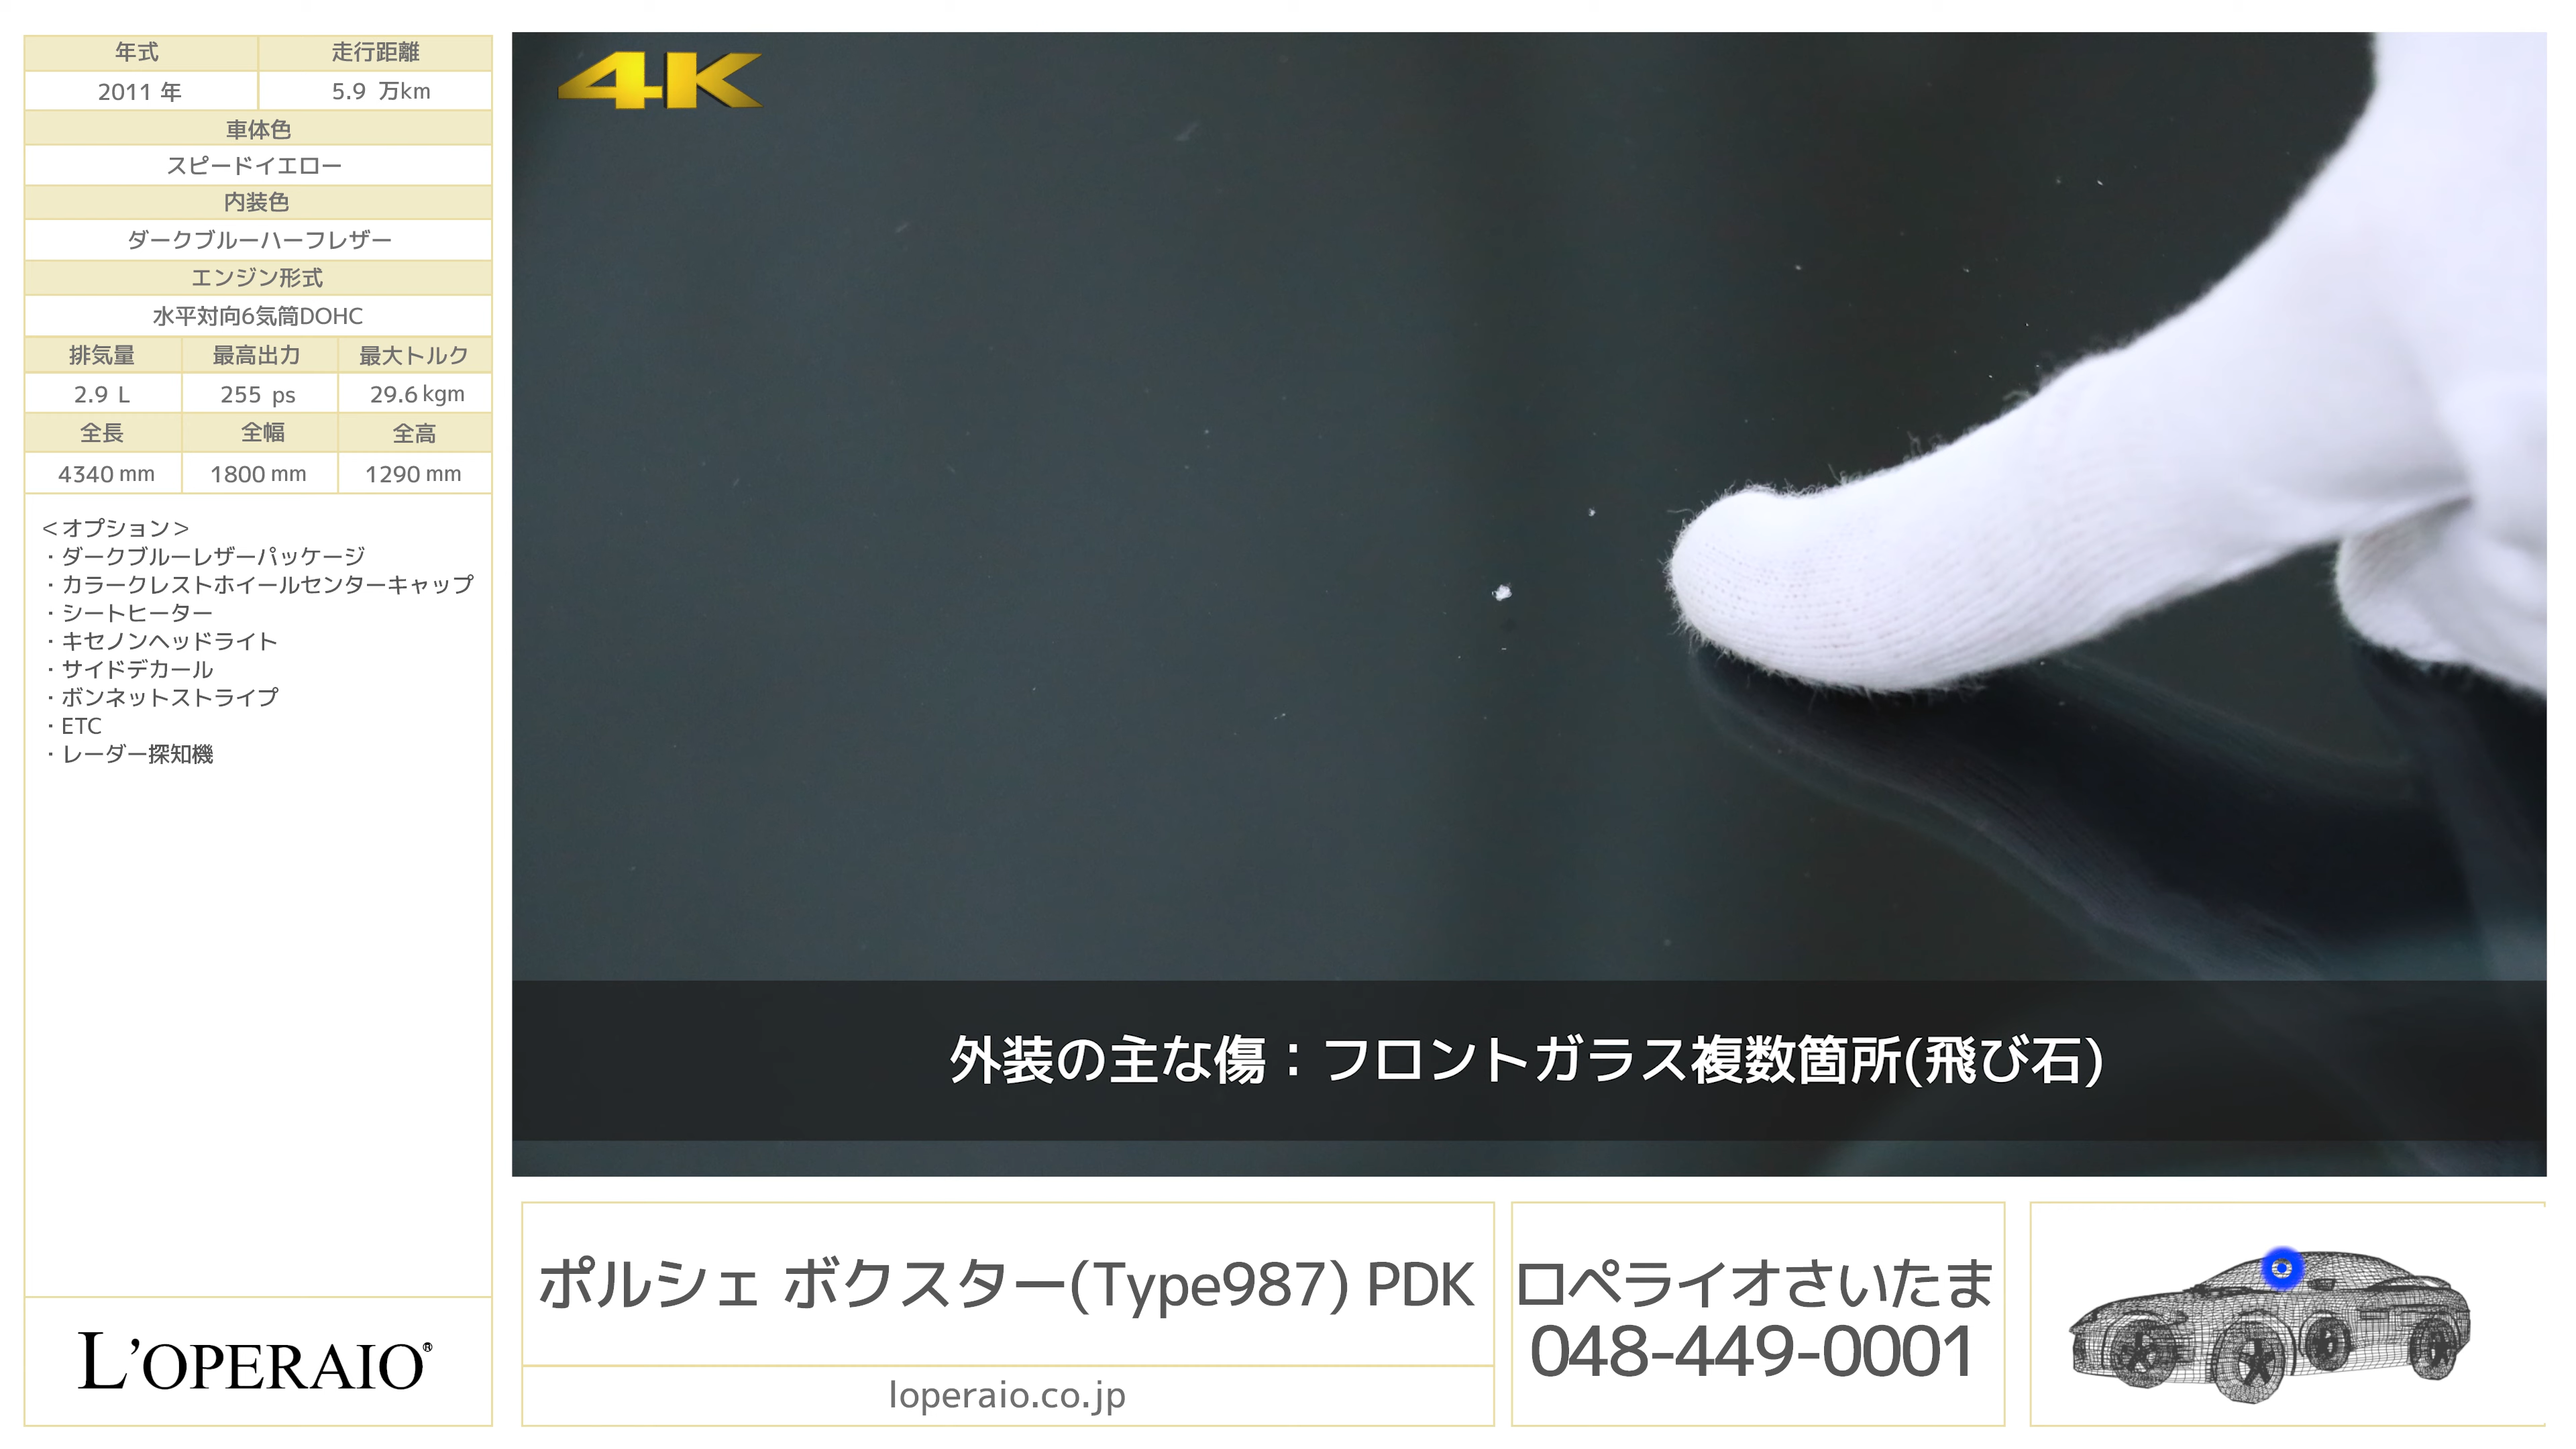 年式 走行距離
2011 年 5.9 万km
車体色
スピードイエロー
内装色
ダークブルーハーフレザー
エンジン形式
水平対向6気筒DOHC
排気量 最高出力 最大トルク
2.9 L 255 ps 29.6 kgm
全長 全幅 全高
4340 mm 1800 mm 1290 mm
＜オプション＞
・ダークブルーレザーパッケージ
・カラークレストホイールセンターキャップ
・シートヒーター
・キセノンヘッドライト
・サイドデカール
・ボンネットストライプ
・ETC
・レーダー探知機
L'OPERAIO®
4K
外装の主な傷：フロントガラス複数箇所(飛び石)
ポルシェ ボクスター(Type987) PDK
loperaio.co.jp
ロペライオさいたま
048-449-0001